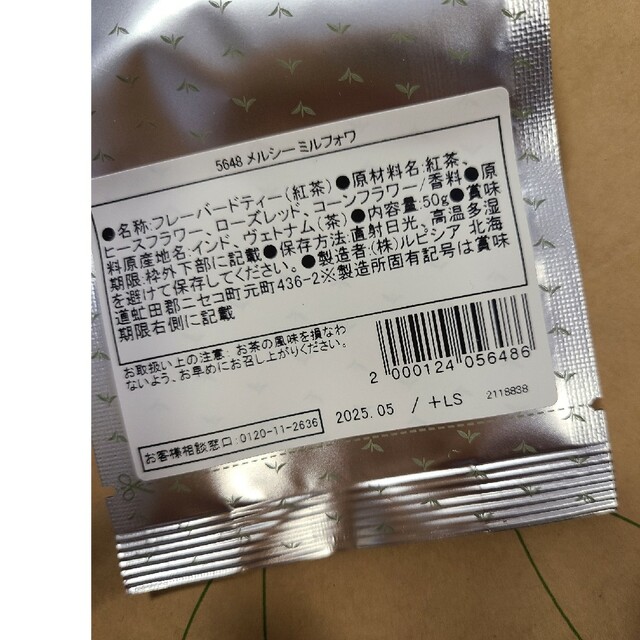 5648 メルシー ミルフォワ
●名称:フレーバードティー(紅茶)●原材料名:紅茶、
ヒースフラワー、ローズレッド、コーンフラワー/香料●原
料原産地名:インド、ヴェトナム(茶)●内容量:50g●賞味
期限:枠外下部に記載●保存方法:直射日光。高温多湿
を避けて保存してください。●製造者:(株)ルピシア 北海
道虻田郡ニセコ町元町436-2※製造所固有記号は賞味
期限右側に記載
お取扱い上の注意: お茶の風味を損なわ
ないよう、お早めにお召し上がりください。
2 000124 056486
お客様相談窓口:0120-11-2636
2025.05 / +LS
2118838